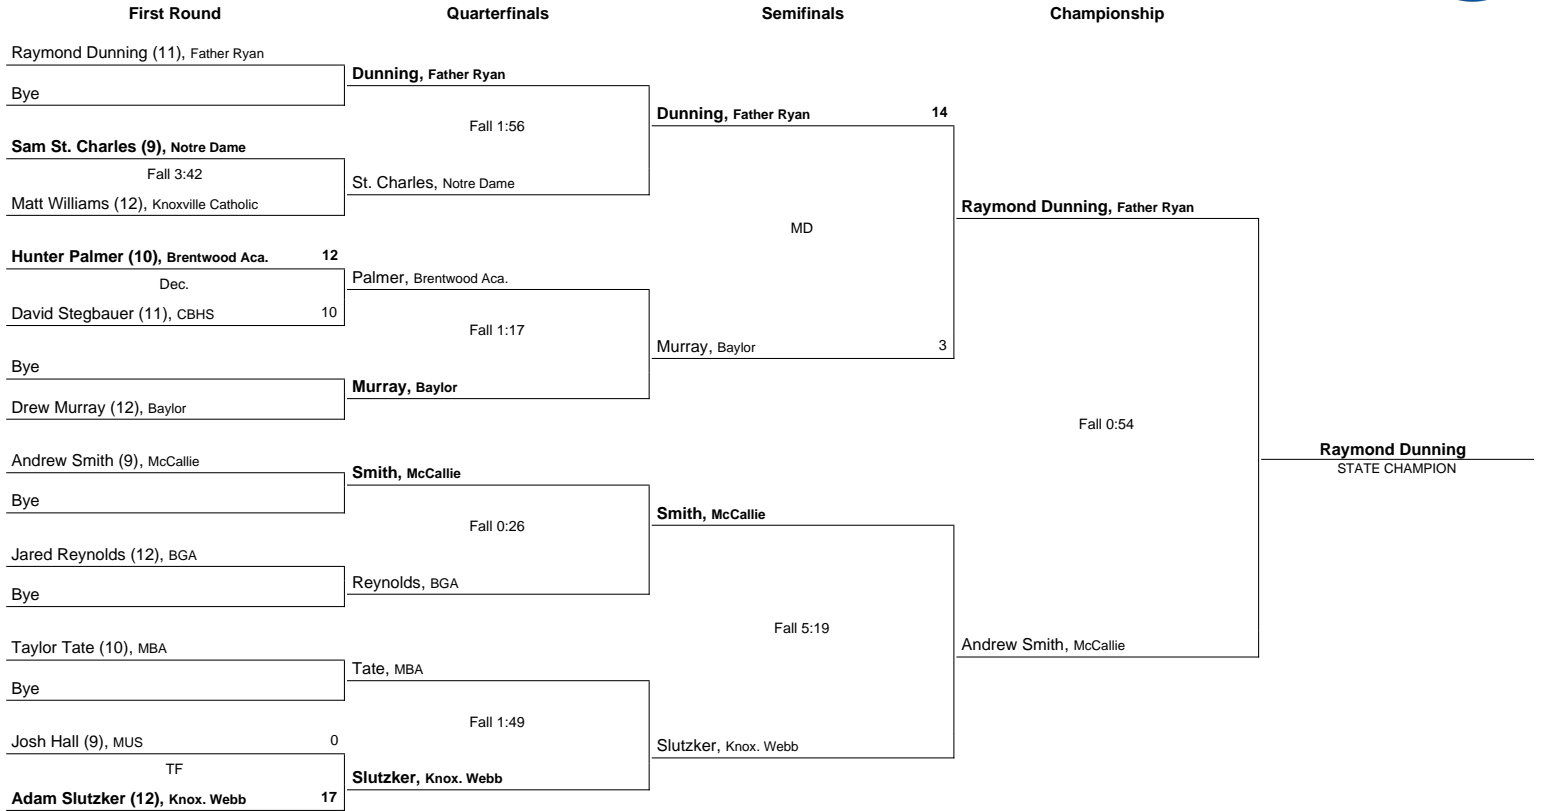 First Round Quarterfinals Semifinals Championship
Raymond Dunning (11), Father Ryan
Bye
Sam St. Charles (9), Notre Dame
Fall 3:42
Matt Williams (12), Knoxville Catholic
Hunter Palmer (10), Brentwood Aca. 12
Dec.
David Stegbauer (11), CBHS 10
Bye
Drew Murray (12), Baylor
Andrew Smith (9), McCallie
Bye
Jared Reynolds (12), BGA
Bye
Taylor Tate (10), MBA
Bye
Josh Hall (9), MUS 0
TF
Adam Slutzker (12), Knox. Webb 17
Dunning, Father Ryan
Fall 1:56
St. Charles, Notre Dame
Palmer, Brentwood Aca.
Fall 1:17
Murray, Baylor
Smith, McCallie
Fall 0:26
Reynolds, BGA
Tate, MBA
Fall 1:49
Slutzker, Knox. Webb
Dunning, Father Ryan 14
MD
Murray, Baylor 3
Smith, McCallie
Fall 5:19
Slutzker, Knox. Webb
Raymond Dunning, Father Ryan
Fall 0:54
Andrew Smith, McCallie
Raymond Dunning
STATE CHAMPION